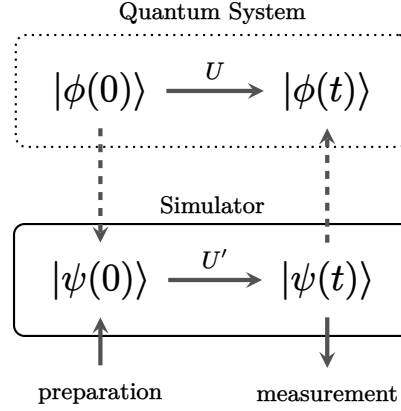 Quantum System
|ϕ(0)⟩ U |ϕ(t)⟩
Simulator
|ψ(0)⟩ U′ |ψ(t)⟩
preparation measurement